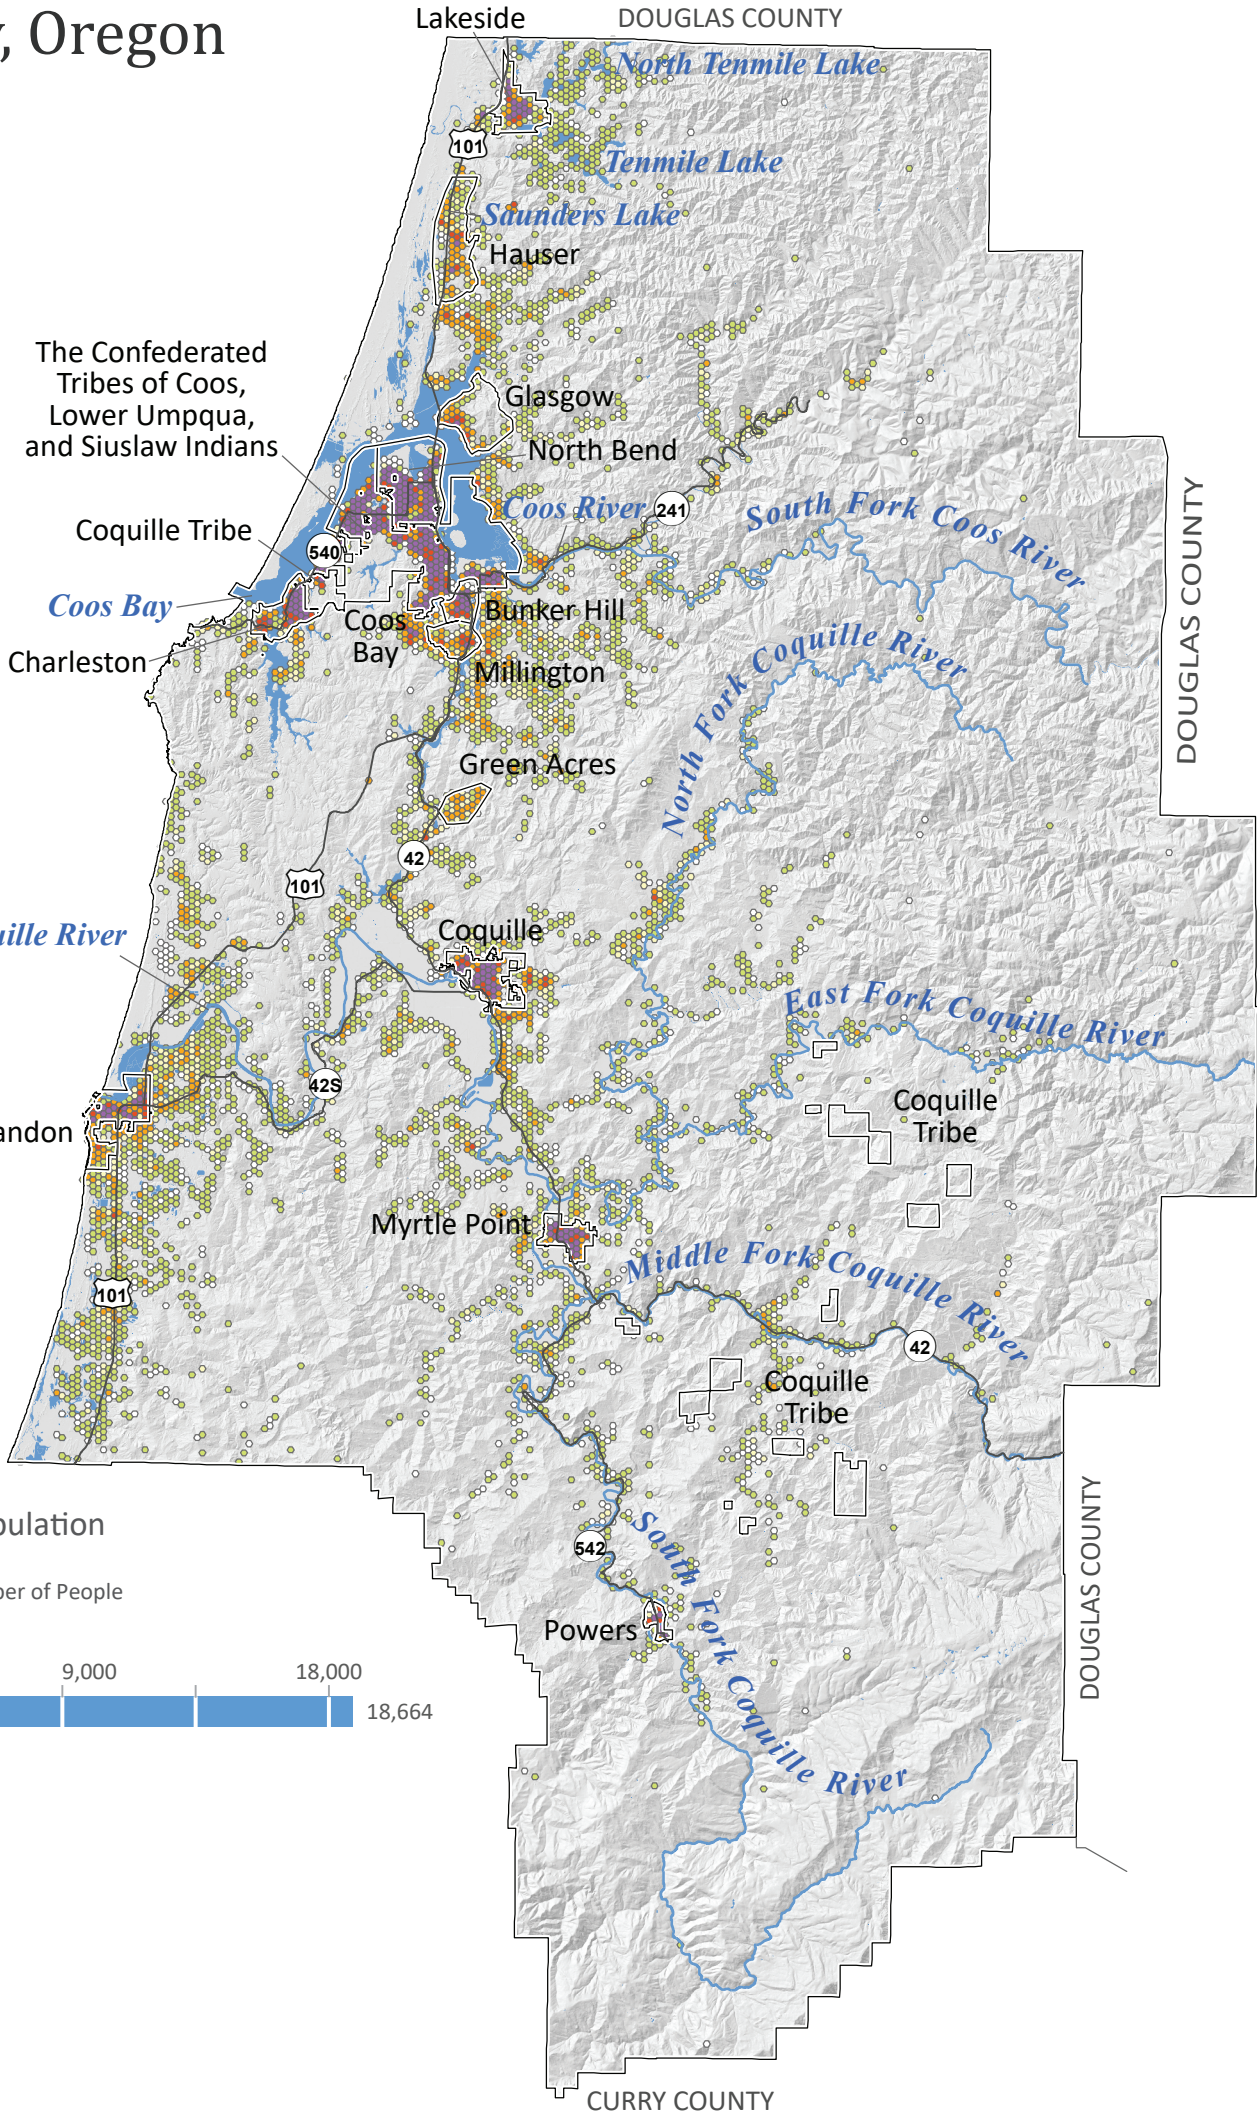 , Oregon
Lakeside
DOUGLAS COUNTY
North Tenmile Lake
101
Tenmile Lake
Saunders Lake
Hauser
The Confederated
Tribes of Coos,
Lower Umpqua,
and Siuslaw Indians
Glasgow
North Bend
Coos River
241
South Fork Coos River
Coquille Tribe
540
Coos Bay
Coos
Bay
Bunker Hill
Charleston
Millington
North Fork Coquille River
DOUGLAS COUNTY
Green Acres
42
101
Coquille
uille River
East Fork Coquille River
42S
Coquille
Tribe
andon
Myrtle Point
Middle Fork Coquille River
101
42
Coquille
Tribe
DOUGLAS COUNTY
pulation
542
South Fork Coquille River
ber of People
Powers
9,000
18,000
18,664
CURRY COUNTY